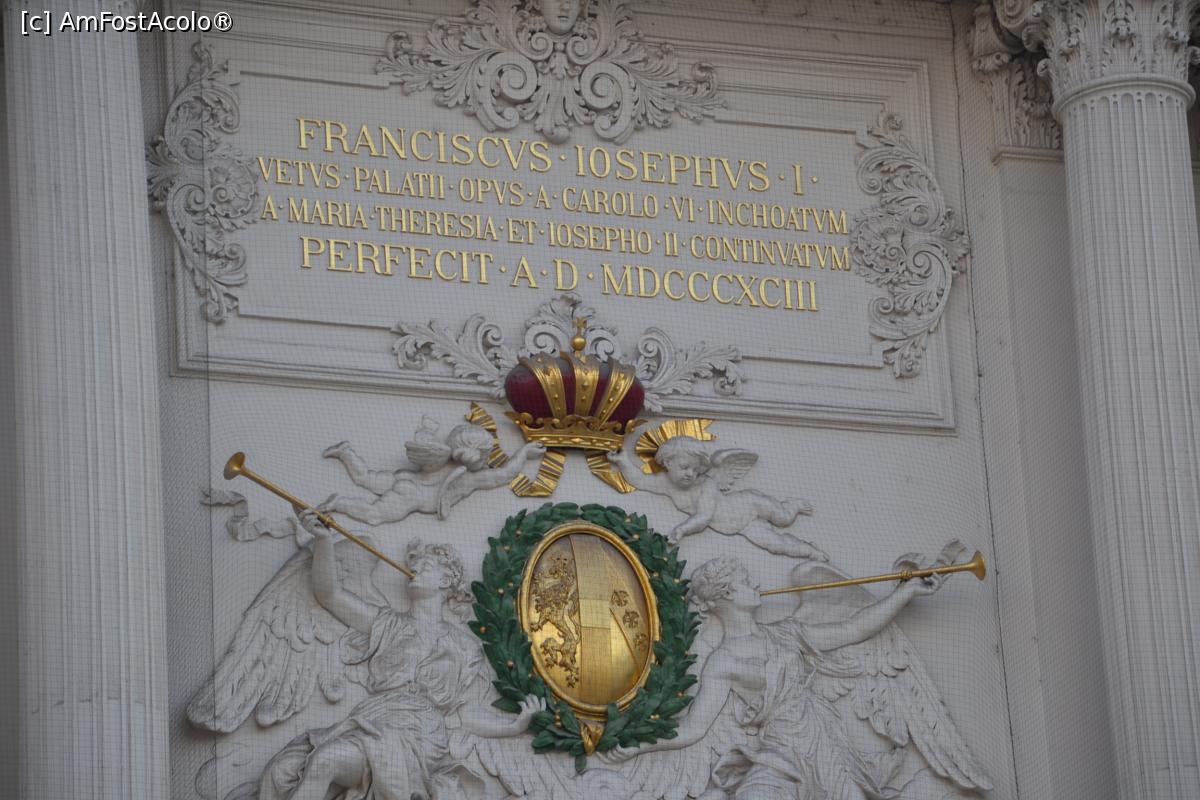 [c] AmFostAcolo®
FRANCISCVS · IOSEPHVS · I ·
VETVS · PALATII · OPVS · A · CAROLO · VI · INCHOATVM
A · MARIA · THERESIA · ET · IOSEPHO · II · CONTINVATVM
PERFECIT · A · D · MDCCCXCIII